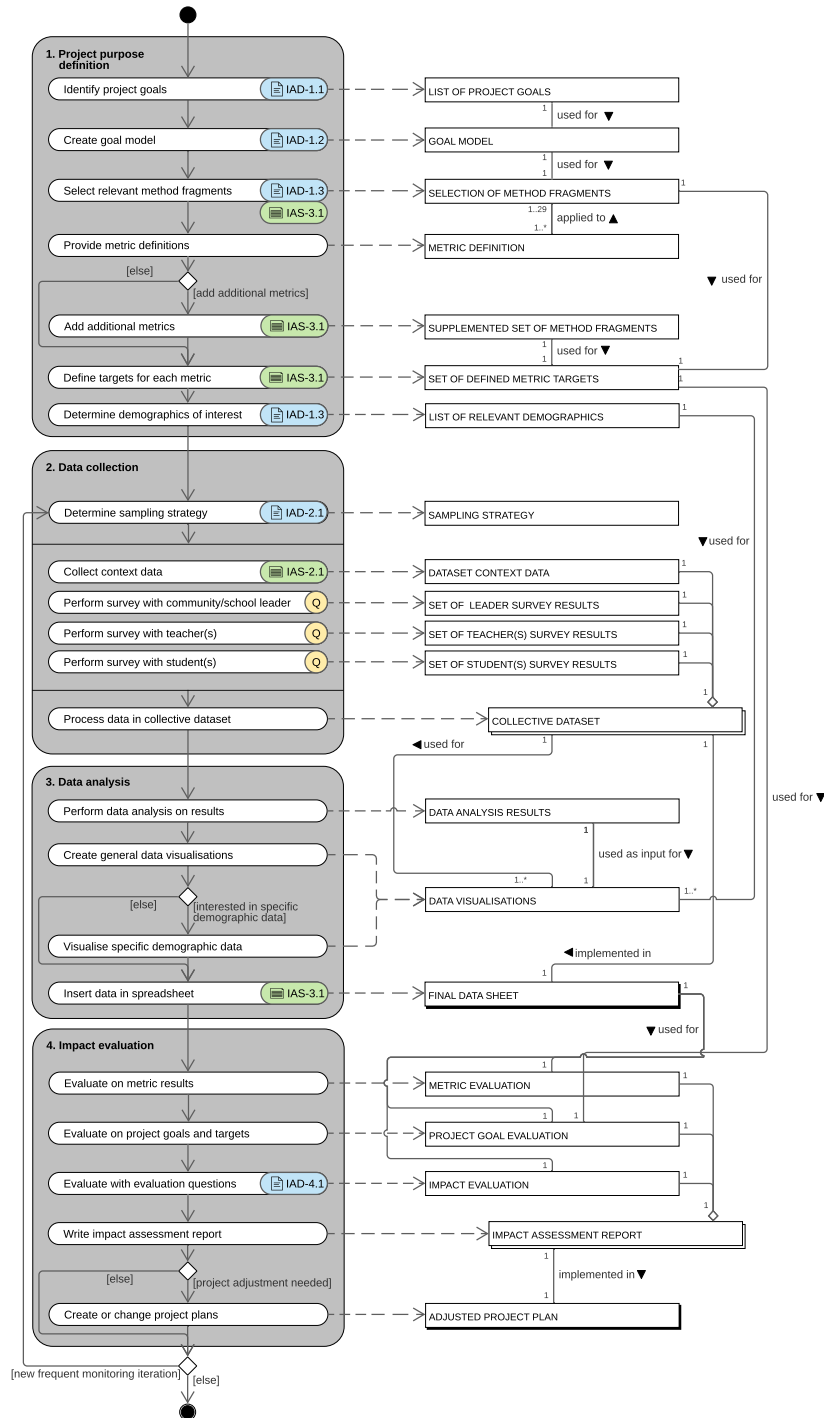 1. Project purpose
definition
Identify project goals
IAD-1.1
LIST OF PROJECT GOALS
1
used for ▼
Create goal model
IAD-1.2
GOAL MODEL
1
used for ▼
1
Select relevant method fragments
IAD-1.3
SELECTION OF METHOD FRAGMENTS
1
IAS-3.1
1..29
applied to ▲
1..*
Provide metric definitions
METRIC DEFINITION
[else]
[add additional metrics]
▼ used for
Add additional metrics
IAS-3.1
SUPPLEMENTED SET OF METHOD FRAGMENTS
1
used for ▼
1
1
Define targets for each metric
IAS-3.1
SET OF DEFINED METRIC TARGETS
1
Determine demographics of interest
IAD-1.3
LIST OF RELEVANT DEMOGRAPHICS
1
2. Data collection
Determine sampling strategy
IAD-2.1
SAMPLING STRATEGY
▼used for
Collect context data
IAS-2.1
DATASET CONTEXT DATA
1
Perform survey with community/school leader
Q
SET OF LEADER SURVEY RESULTS
1
Perform survey with teacher(s)
Q
SET OF TEACHER(S) SURVEY RESULTS
1
Perform survey with student(s)
Q
SET OF STUDENT(S) SURVEY RESULTS
1
1
Process data in collective dataset
COLLECTIVE DATASET
◀ used for
1
1
3. Data analysis
used for ▼
Perform data analysis on results
DATA ANALYSIS RESULTS
1
Create general data visualisations
used as input for ▼
1..*
1
[else]
[interested in specific
demographic data]
DATA VISUALISATIONS
1..*
Visualise specific demographic data
◀ implemented in
1
Insert data in spreadsheet
IAS-3.1
FINAL DATA SHEET
1
▼ used for
4. Impact evaluation
1
Evaluate on metric results
METRIC EVALUATION
1
1
1
Evaluate on project goals and targets
PROJECT GOAL EVALUATION
1
1
Evaluate with evaluation questions
IAD-4.1
IMPACT EVALUATION
1
1
Write impact assessment report
IMPACT ASSESSMENT REPORT
1
[else]
[project adjustment needed]
implemented in ▼
1
Create or change project plans
ADJUSTED PROJECT PLAN
[new frequent monitoring iteration]
[else]